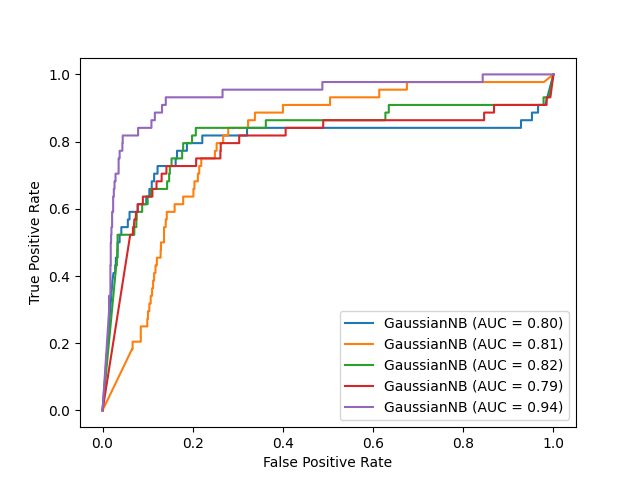 1.0
0.8
0.6
0.4
0.2
0.0
True Positive Rate
GaussianNB (AUC = 0.80)
GaussianNB (AUC = 0.81)
GaussianNB (AUC = 0.82)
GaussianNB (AUC = 0.79)
GaussianNB (AUC = 0.94)
0.0 0.2 0.4 0.6 0.8 1.0
False Positive Rate